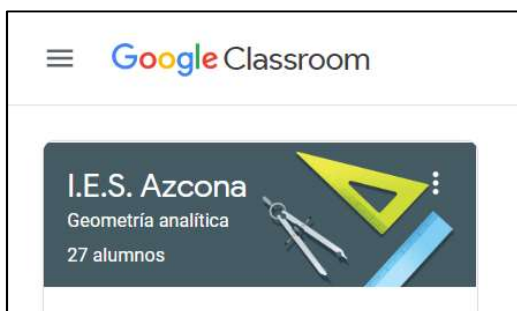 Google Classroom
I.E.S. Azcona
Geometría analítica
27 alumnos